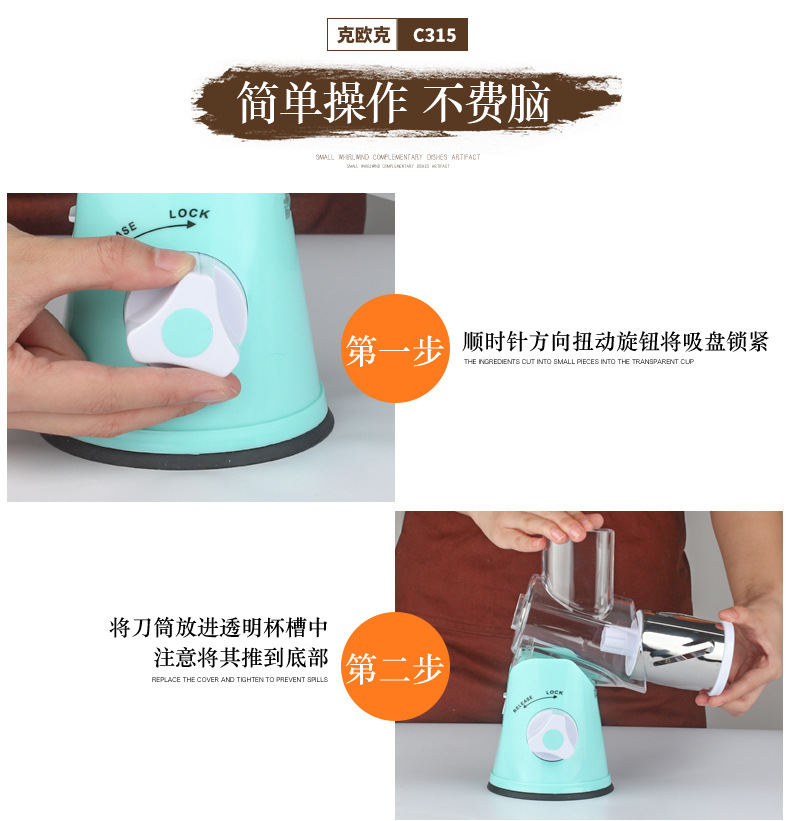 克欧克 C315
简单操作 不费脑
SMALL WHIRLWIND COMPLEMENTARY DISHES ARTIFACT
SMALL WHIRLWIND COMPLEMENTARY DISHES ARTIFACT
EASE LOCK
第一步
顺时针方向扭动旋钮将吸盘锁紧
THE INGREDIENTS CUT INTO SMALL PIECES INTO THE TRANSPARENT CUP
将刀筒放进透明杯槽中
注意将其推到底部
REPLACE THE COVER AND TIGHTEN TO PREVENT SPILLS
第二步
RELEASE LOCK